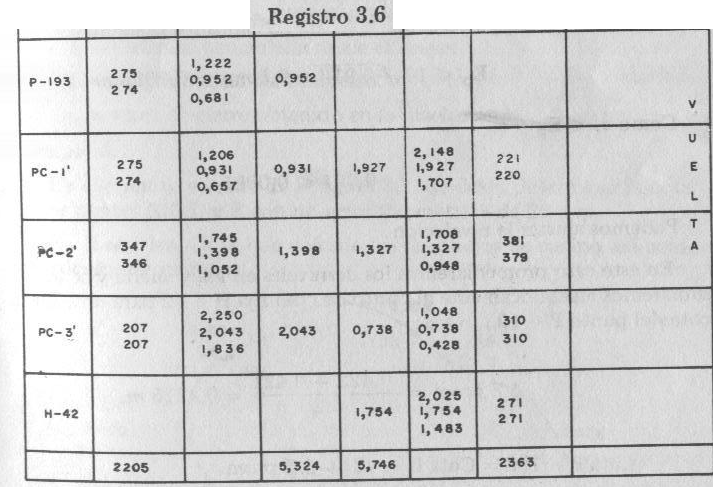 Registro 3.6
P-193 275 1,222 0,952
274 0,952
0,681
PC-1' 275 1,206 0,931 1,927 2,148 221
274 0,931 1,927 220
0,657 1,707
PC-2' 347 1,745 1,398 1,327 1,708 381
346 1,398 1,327 379
1,052 0,948
PC-3' 207 2,250 2,043 0,738 1,048 310
207 2,043 0,738 310
1,836 0,428
H-42 1,754 2,025 271
1,754 271
1,483
2205 5,324 5,746 2363
V
U
E
L
T
A